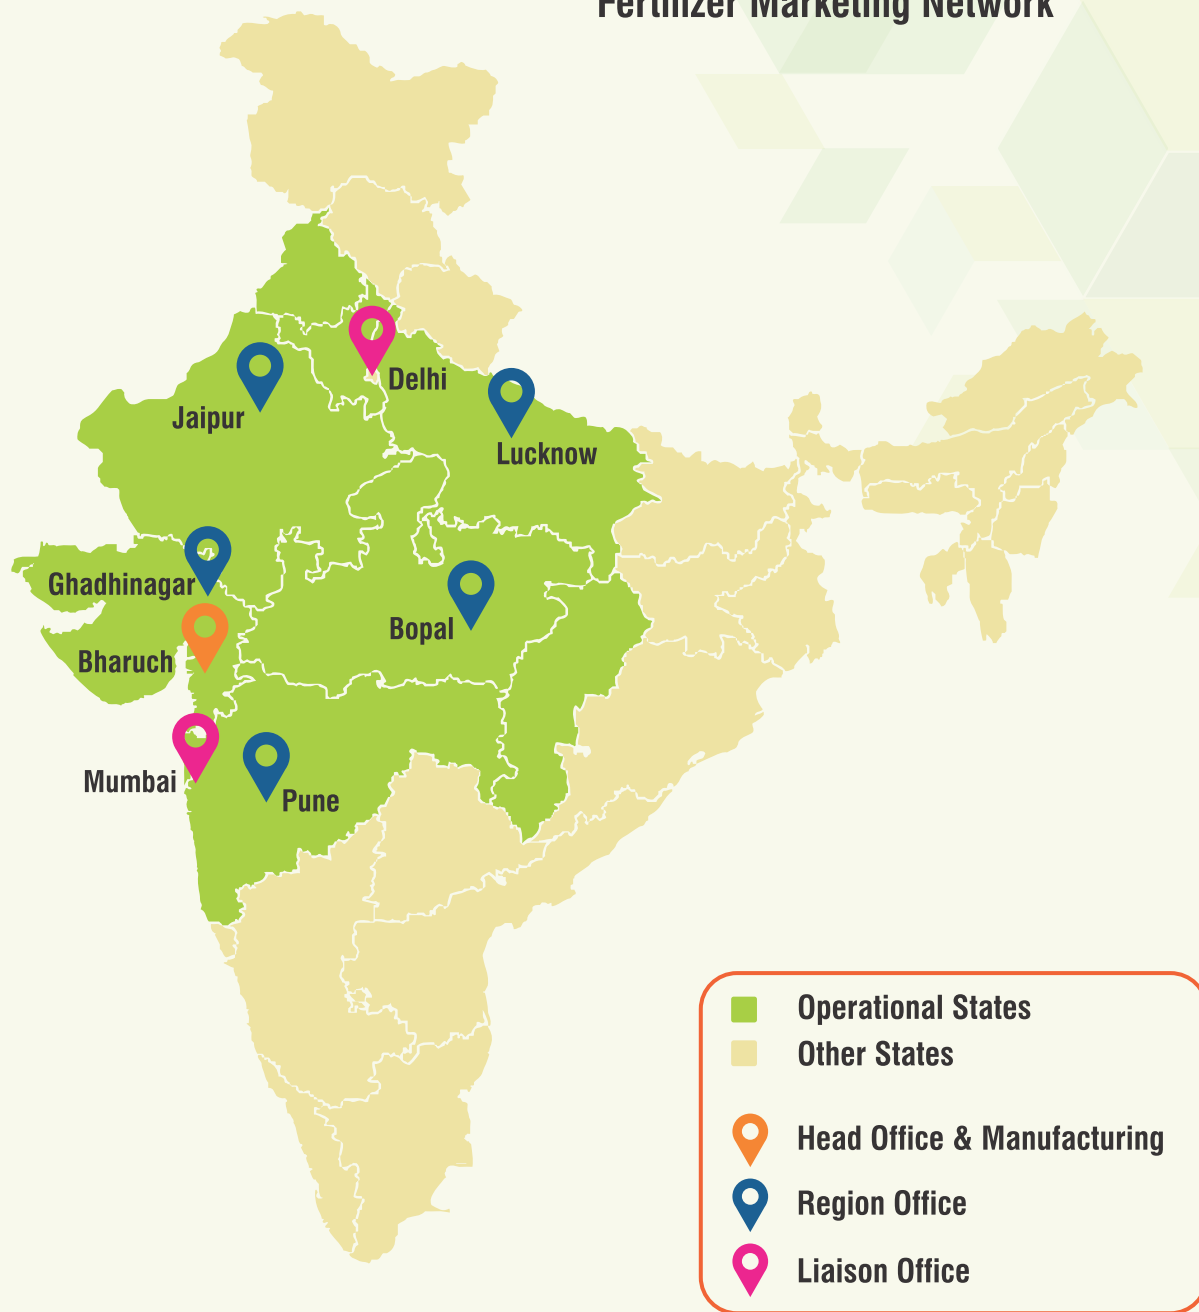 Fertilizer Marketing Network
Delhi
Jaipur
Lucknow
Ghadhinagar
Bopal
Bharuch
Mumbai
Pune
Operational States
Other States
Head Office & Manufacturing
Region Office
Liaison Office